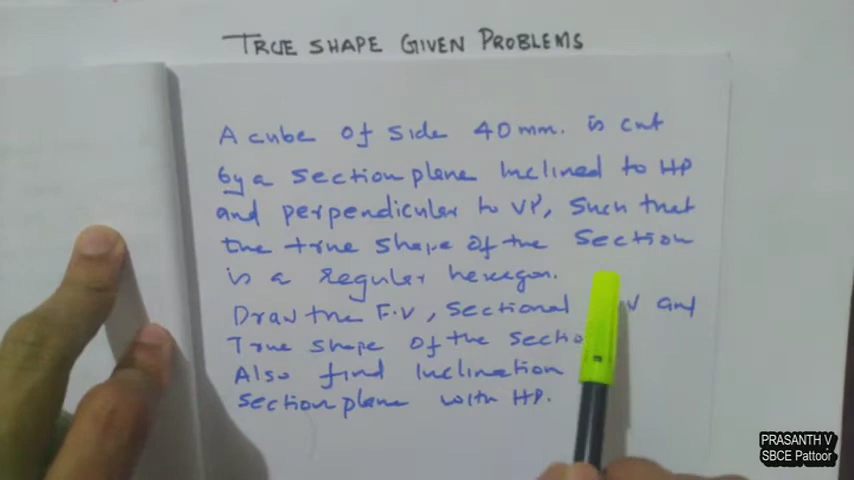 TRUE SHAPE GIVEN PROBLEMS
A cube of side 40mm. is cut
by a section plane Inclined to HP
and perpendicular to VP, such that
the true shape of the section
is a regular hexagon.
Draw the F.V, Sectional and
True shape of the
Also find Inclination
section plane with HP.
PRASANTH V
SBCE Pattoor